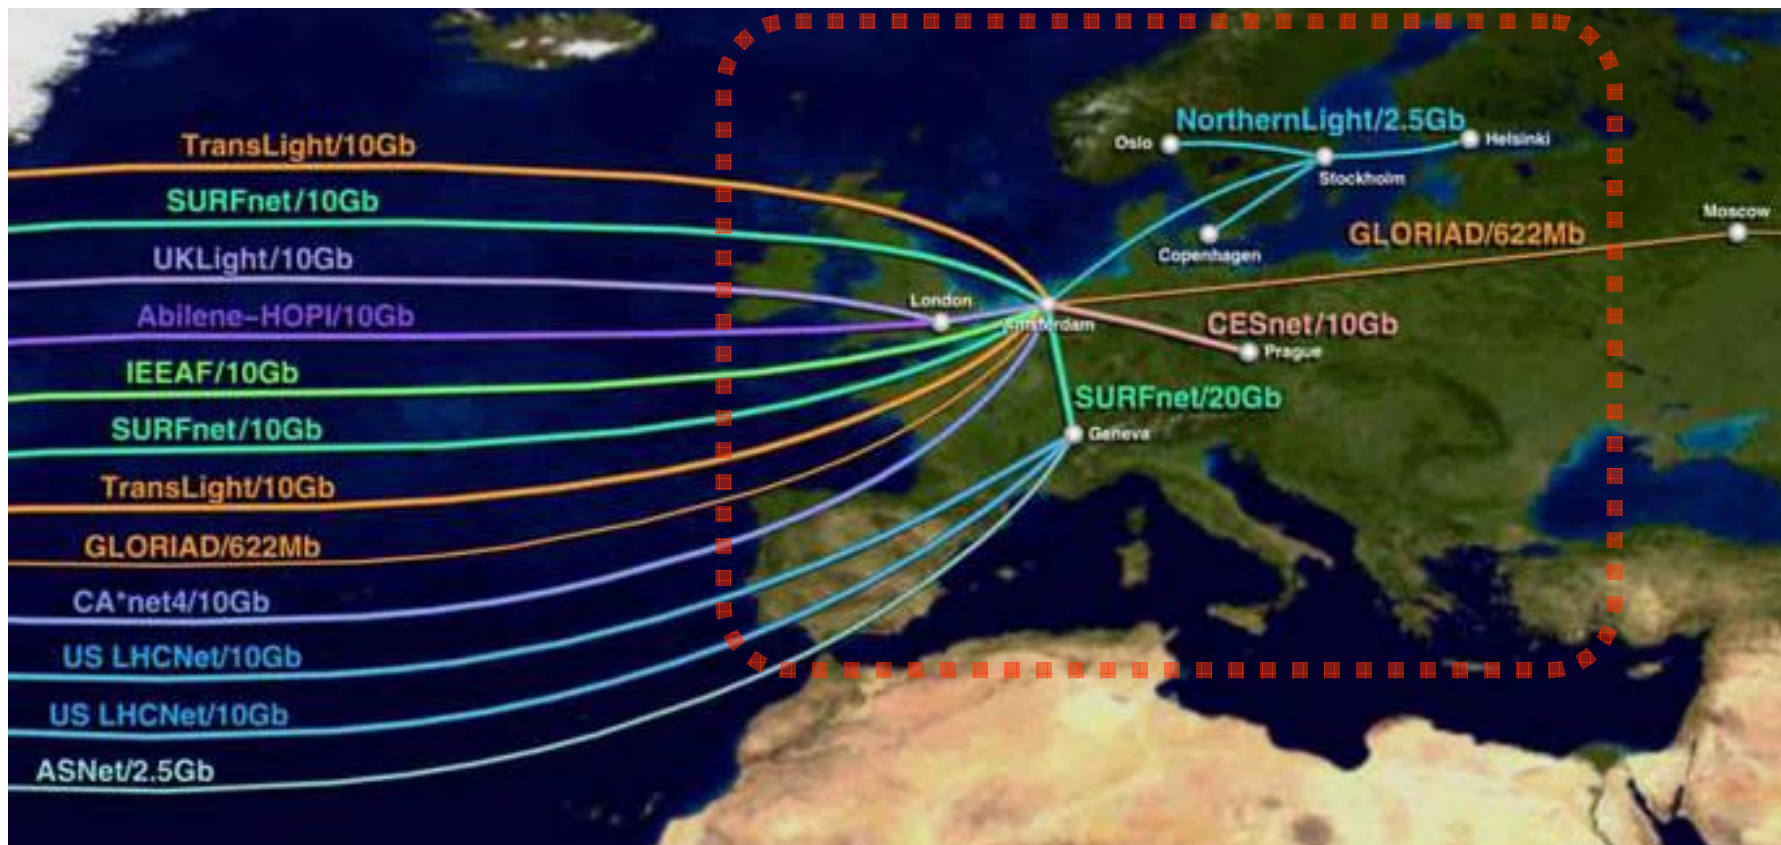 TransLight/10Gb
SURFnet/10Gb
UKLight/10Gb
Abilene-HOPI/10Gb
IEEAF/10Gb
SURFnet/10Gb
TransLight/10Gb
GLORIAD/622Mb
CA*net4/10Gb
US LHCNet/10Gb
US LHCNet/10Gb
ASNet/2.5Gb
NorthernLight/2.5Gb
Oslo
Helsinki
Stockholm
Copenhagen
GLORIAD/622Mb
Moscow
London
Amsterdam
CESnet/10Gb
Prague
SURFnet/20Gb
Geneva